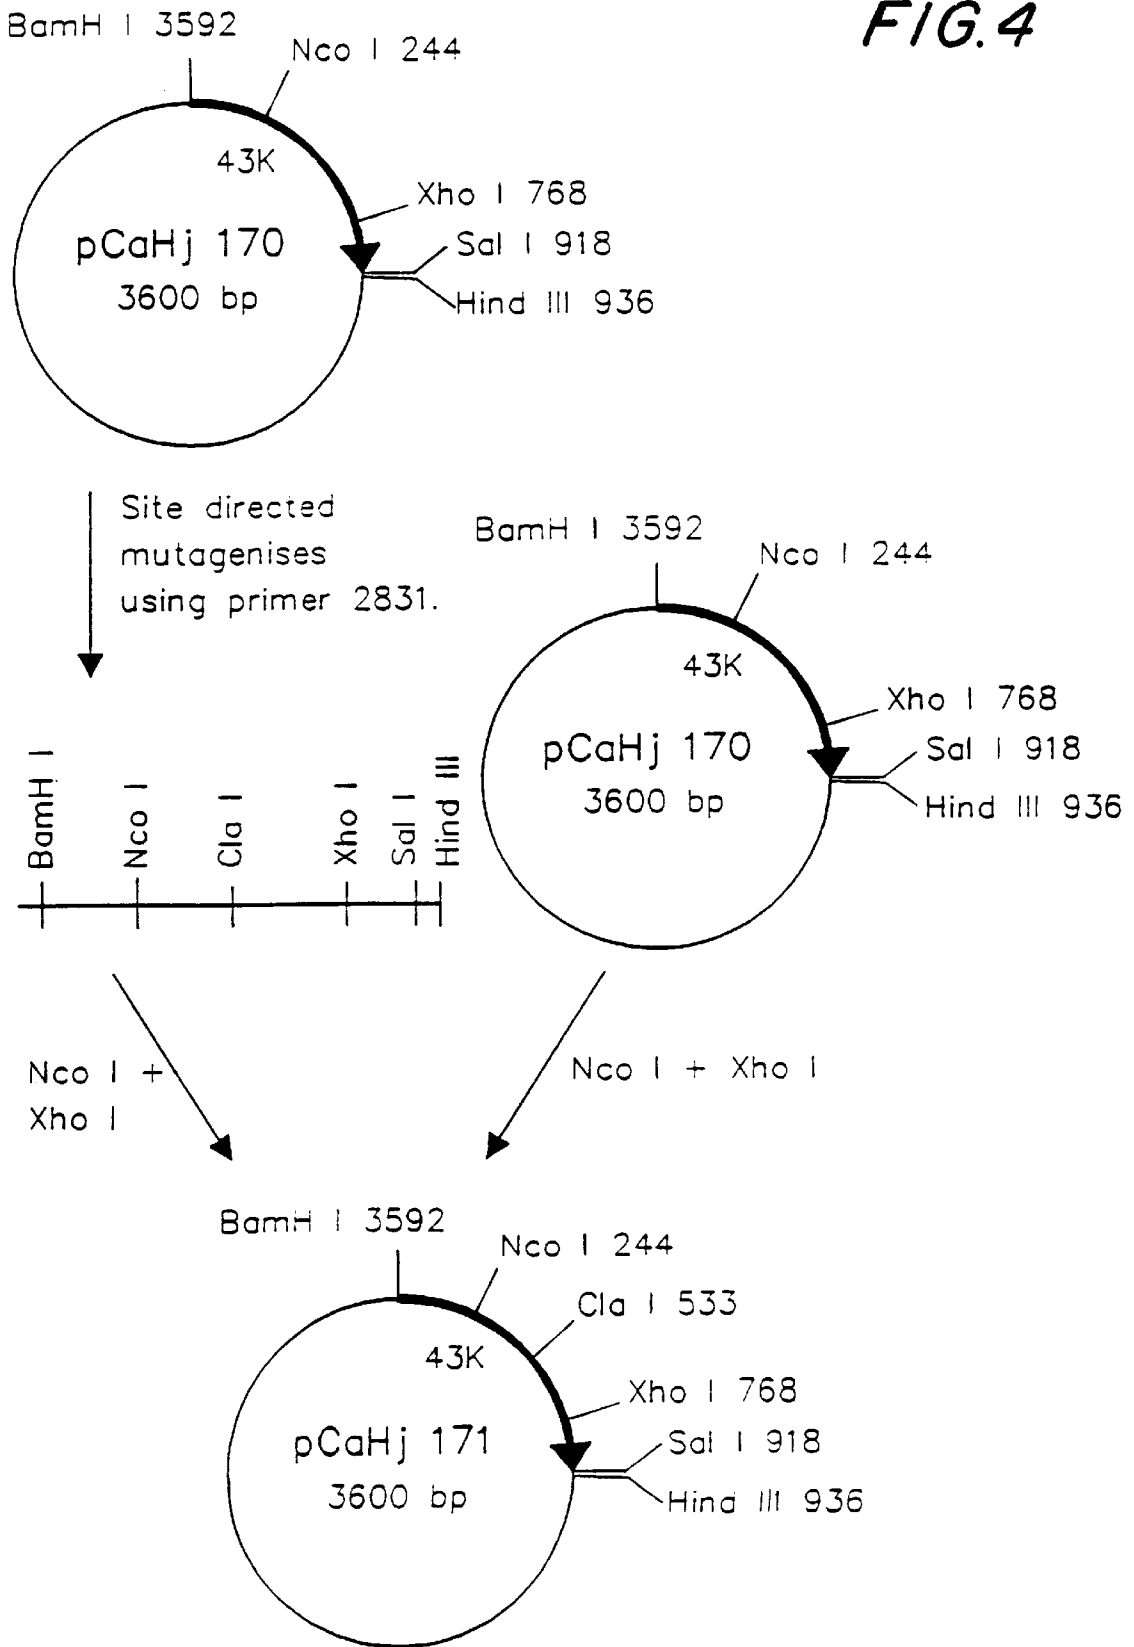 FIG.4
BamH I 3592
Nco I 244
43K
Xho I 768
pCaHj 170
Sal I 918
3600 bp
Hind III 936
Site directed
mutagenises
using primer 2831.
BamH I 3592
Nco I 244
43K
Xho I 768
pCaHj 170
Sal I 918
3600 bp
Hind III 936
BamH I
Nco I
Cla I
Xho I
Sal I
Hind III
Nco I +
Xho I
Nco I + Xho I
BamH I 3592
Nco I 244
Cla I 533
43K
Xho I 768
pCaHj 171
Sal I 918
3600 bp
Hind III 936